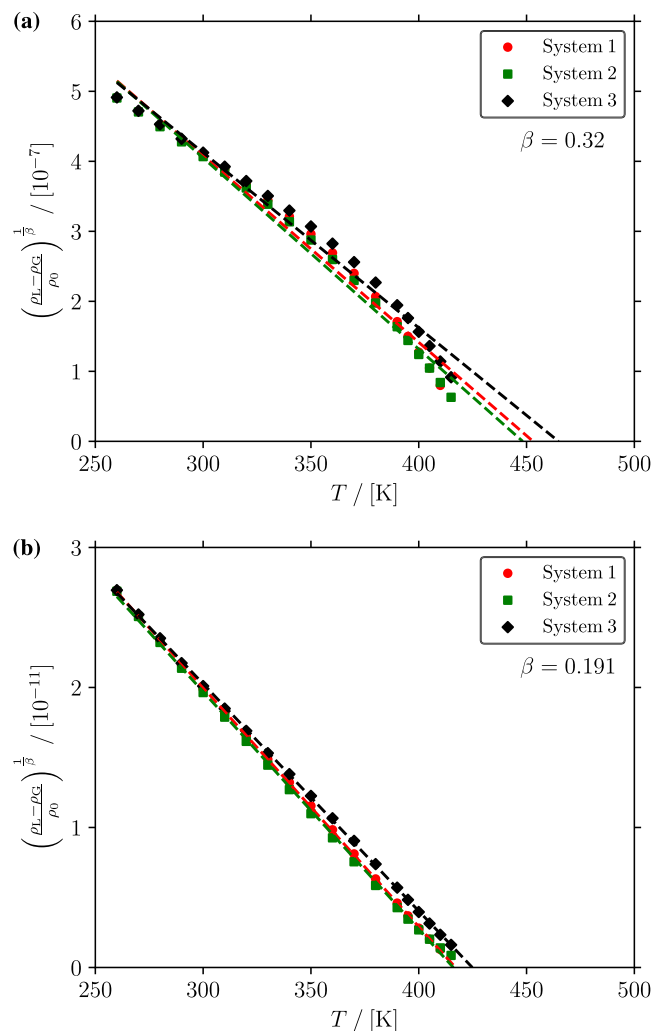 (a)
6
5
4
3
2
1
0
250 300 350 400 450 500
T / [K]
(ρL−ρG / ρ0)^(1/β) / [10−7]
System 1
System 2
System 3
β = 0.32
(b)
3
2
1
0
250 300 350 400 450 500
T / [K]
(ρL−ρG / ρ0)^(1/β) / [10−11]
System 1
System 2
System 3
β = 0.191